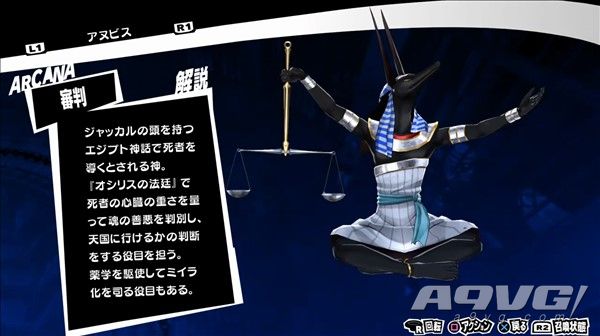 L1 アヌビス R1
ARCANA 解説
審判
ジャッカルの頭を持つ
エジプト神話で死者を
導くとされる神。
『オシリスの法廷』で
死者の心臓の重さを量
って魂の善悪を判別し、
天国に行けるかの判断
をする役目を担う。
薬学を駆使してミイラ
化を司る役目もある。
A9VG
R 回転 アクション 戻る R2 召喚状態